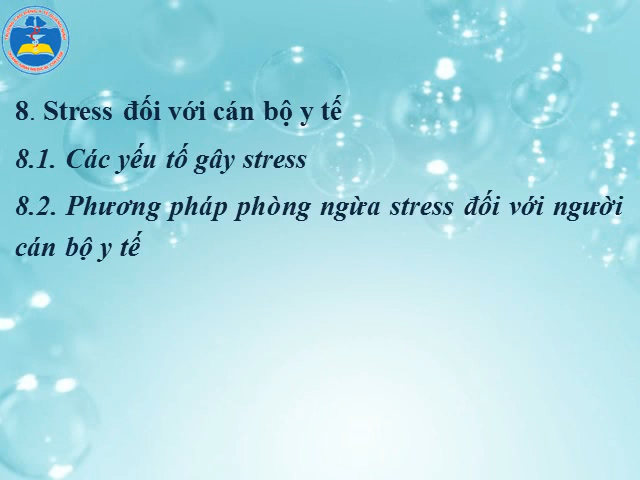 8. Stress đối với cán bộ y tế
8.1. Các yếu tố gây stress
8.2. Phương pháp phòng ngừa stress đối với người
cán bộ y tế